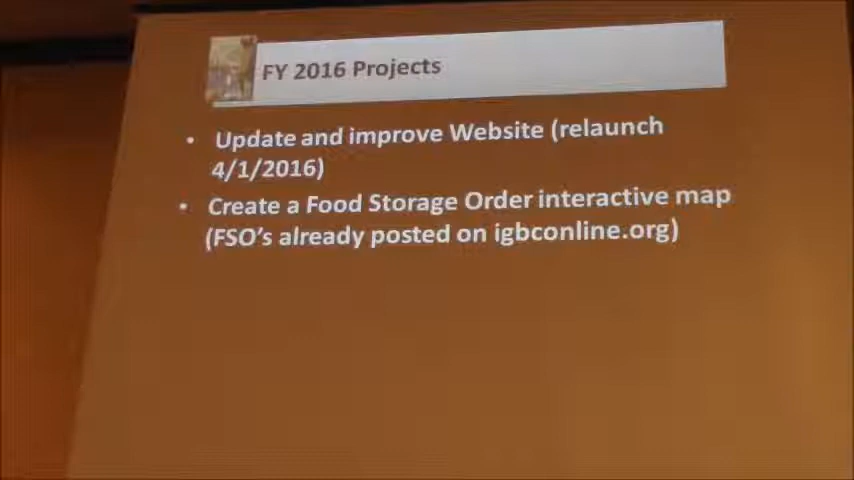 FY 2016 Projects
• Update and improve Website (relaunch
4/1/2016)
• Create a Food Storage Order interactive map
(FSO's already posted on igbconline.org)